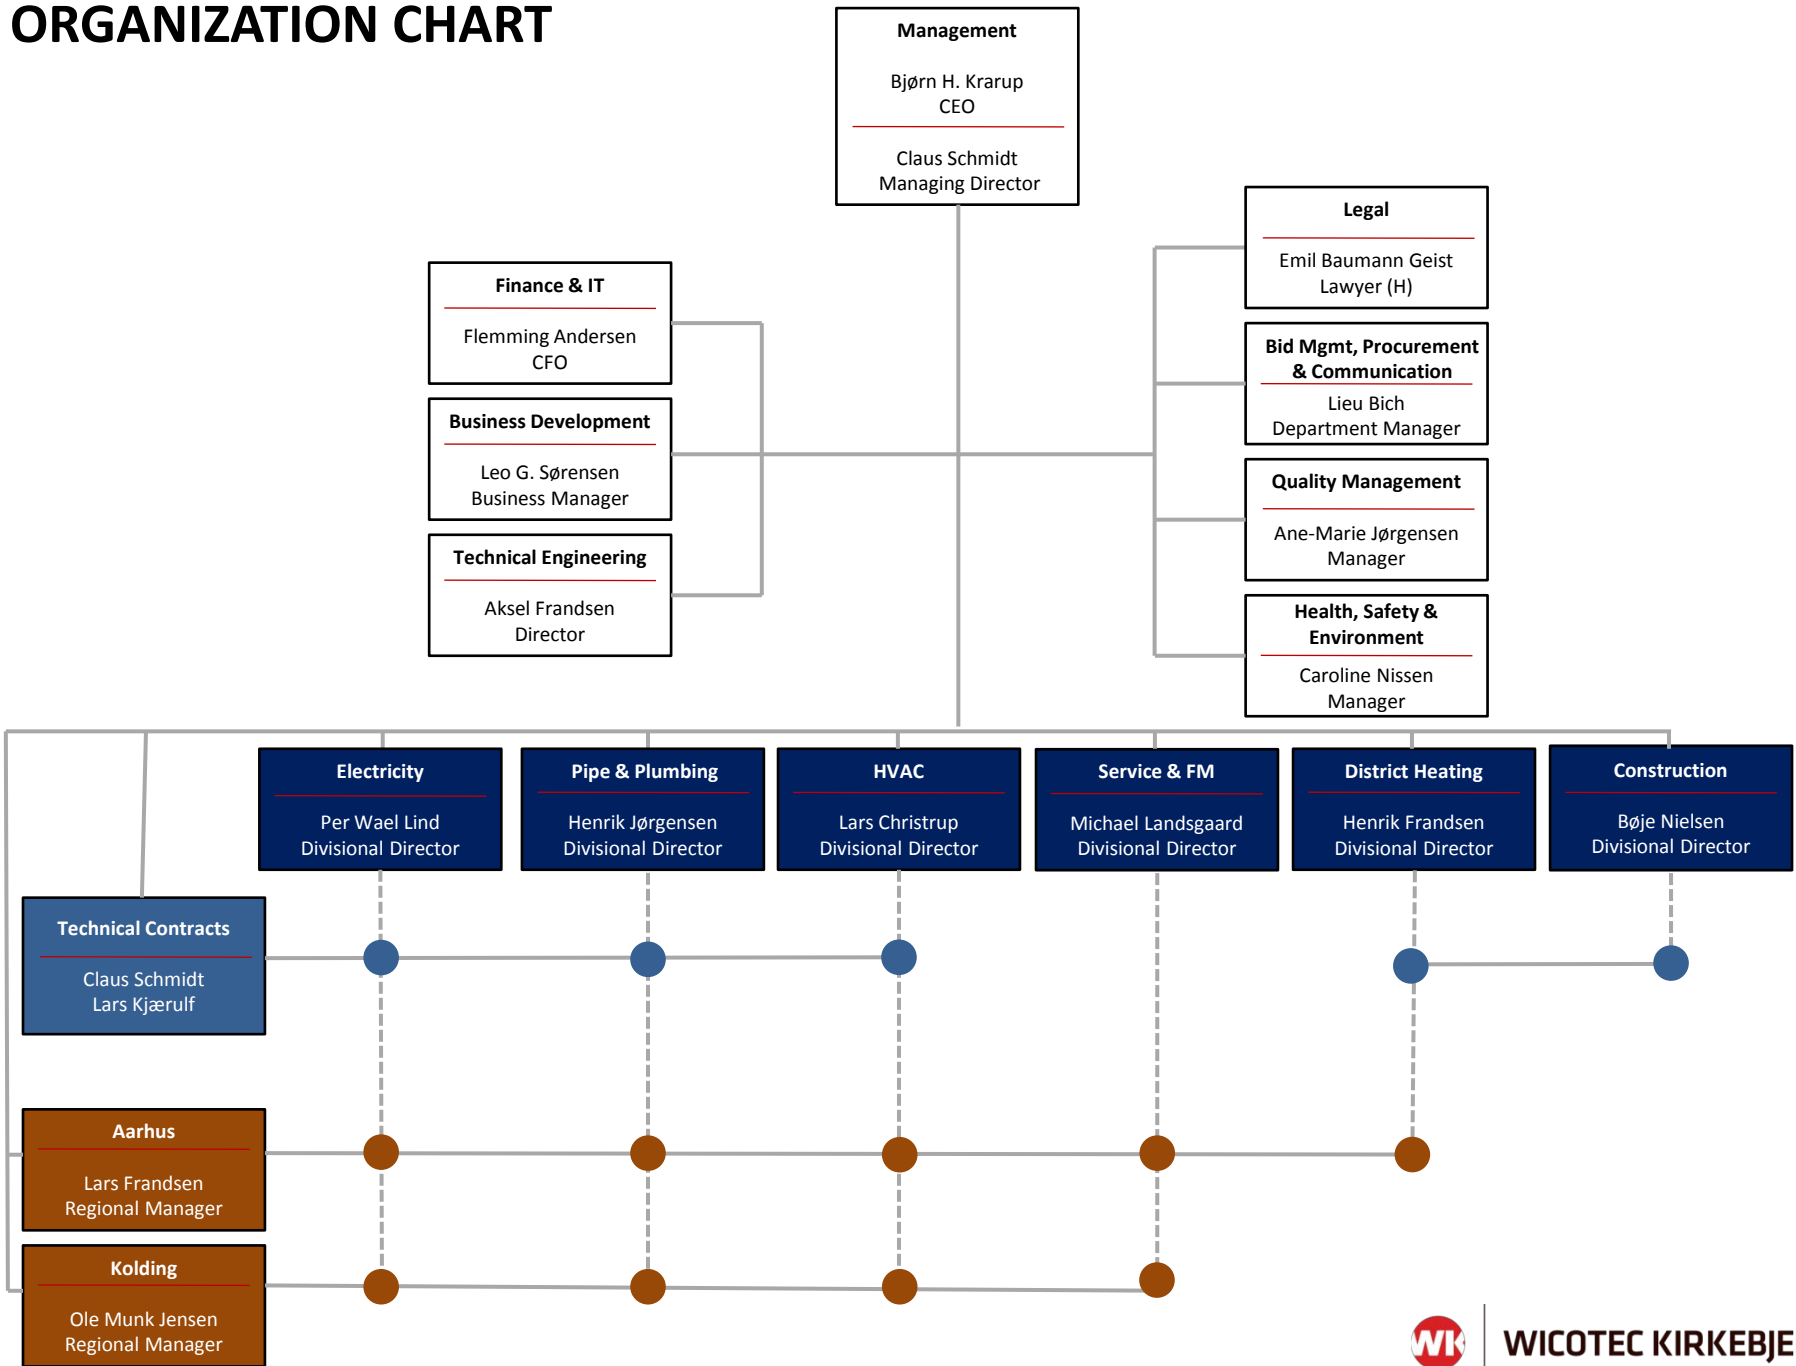 ORGANIZATION CHART
Management
Bjørn H. Krarup
CEO
Claus Schmidt
Managing Director
Legal
Emil Baumann Geist
Lawyer (H)
Finance & IT
Flemming Andersen
CFO
Bid Mgmt, Procurement
& Communication
Lieu Bich
Department Manager
Business Development
Leo G. Sørensen
Business Manager
Quality Management
Ane-Marie Jørgensen
Manager
Technical Engineering
Aksel Frandsen
Director
Health, Safety &
Environment
Caroline Nissen
Manager
Electricity
Per Wael Lind
Divisional Director
Pipe & Plumbing
Henrik Jørgensen
Divisional Director
HVAC
Lars Christrup
Divisional Director
Service & FM
Michael Landsgaard
Divisional Director
District Heating
Henrik Frandsen
Divisional Director
Construction
Bøje Nielsen
Divisional Director
Technical Contracts
Claus Schmidt
Lars Kjærulf
Aarhus
Lars Frandsen
Regional Manager
Kolding
Ole Munk Jensen
Regional Manager
WK
WICOTEC KIRKEBJE